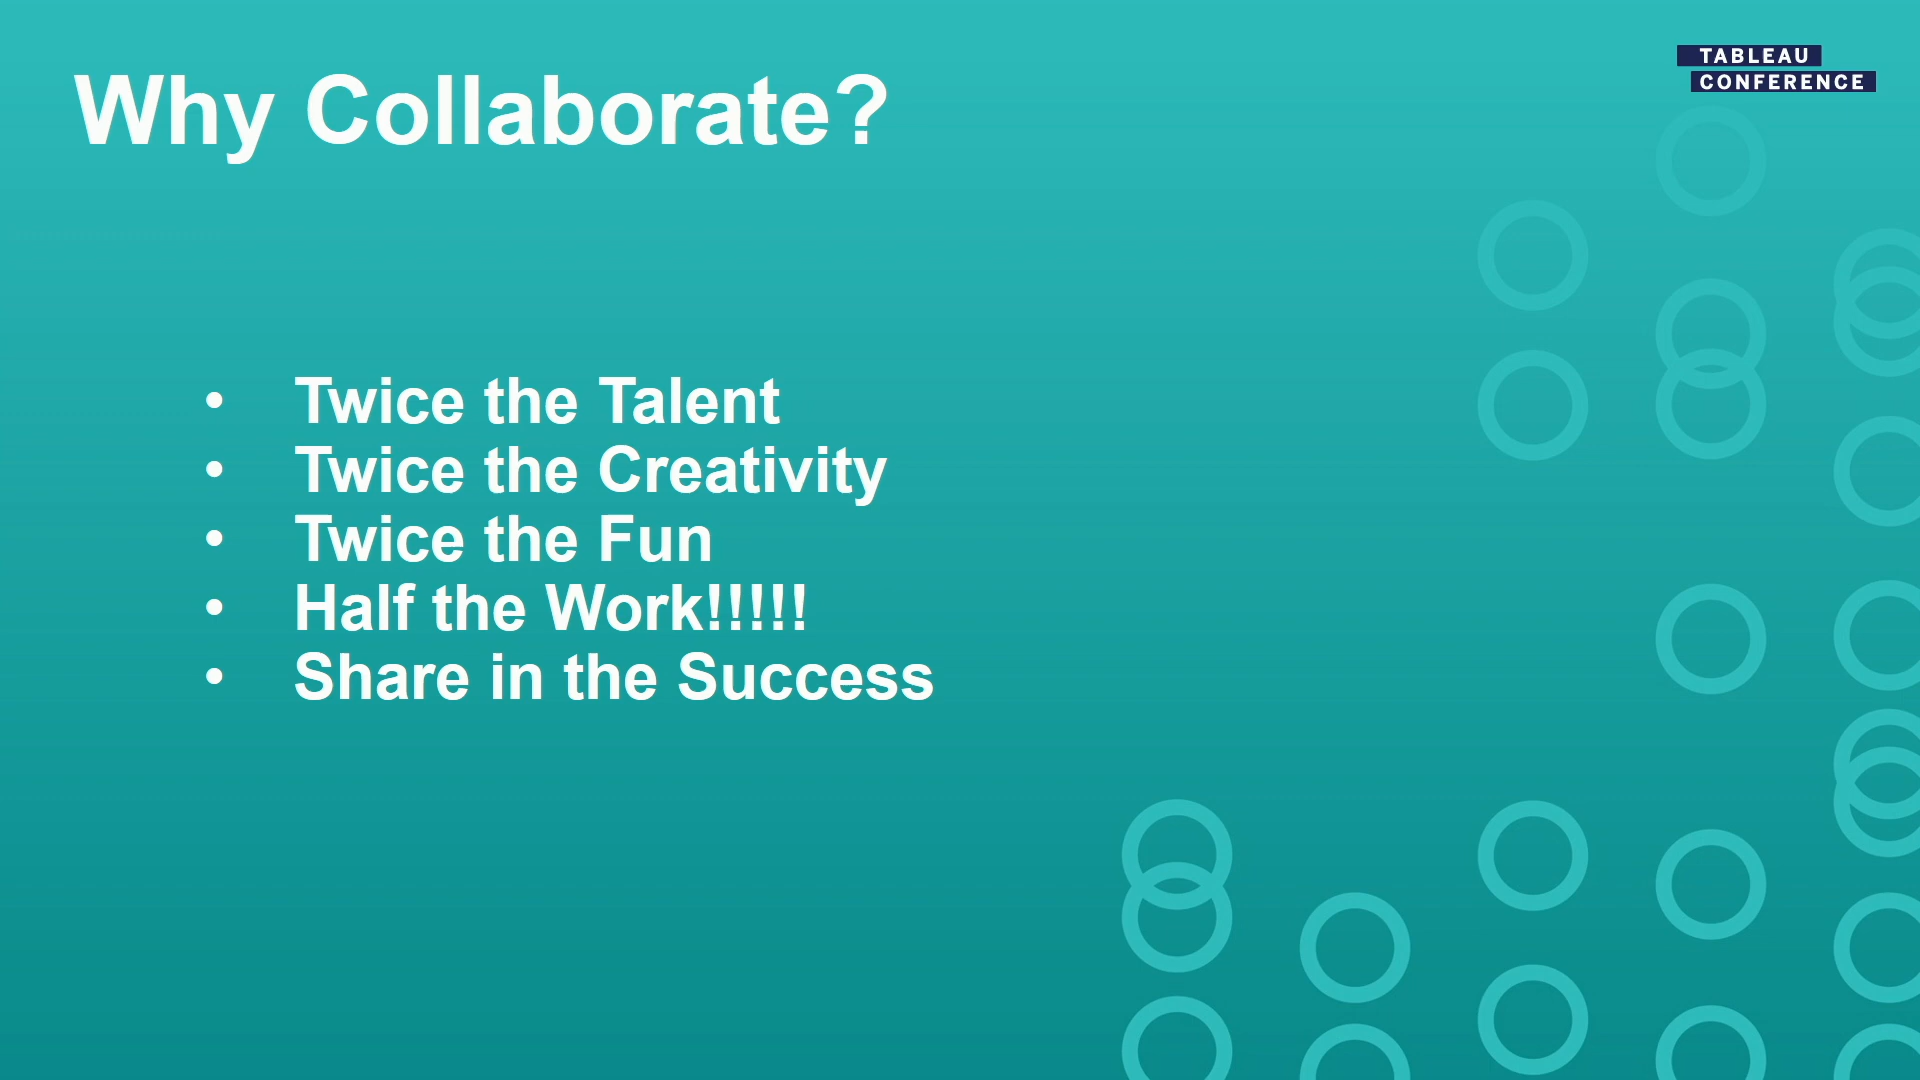 Why Collaborate?
TABLEAU
CONFERENCE
• Twice the Talent
• Twice the Creativity
• Twice the Fun
• Half the Work!!!!!
• Share in the Success